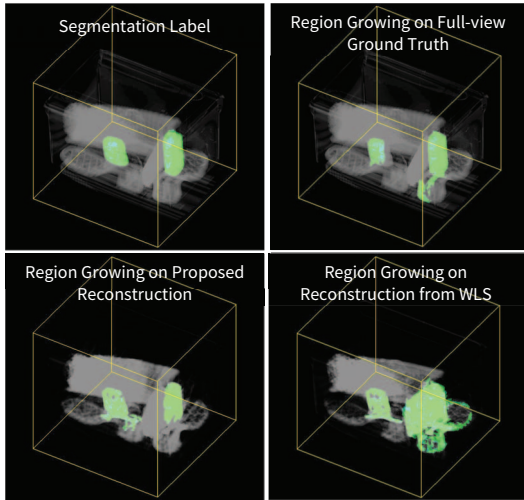 Segmentation Label
Region Growing on Full-view
Ground Truth
Region Growing on Proposed
Reconstruction
Region Growing on
Reconstruction from WLS